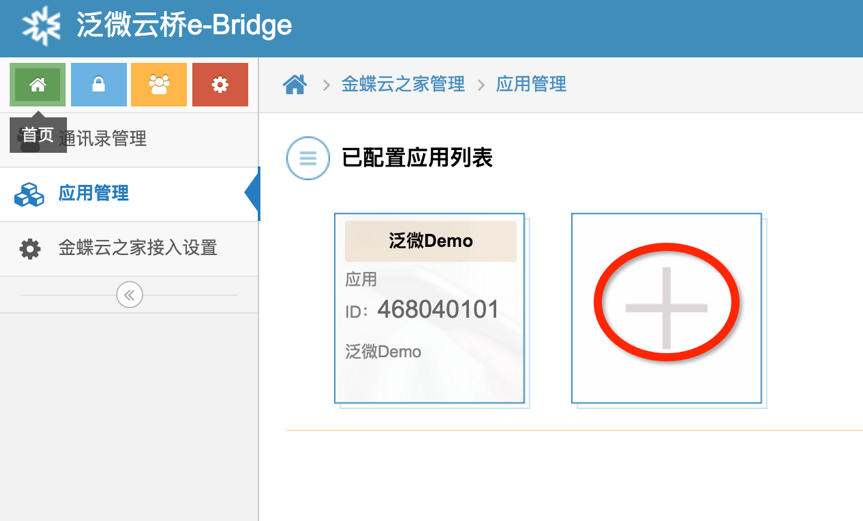 泛微云桥e-Bridge
首页
通讯录管理
应用管理
金蝶云之家接入设置
金蝶云之家管理
应用管理
已配置应用列表
泛微Demo
应用
ID：468040101
泛微Demo